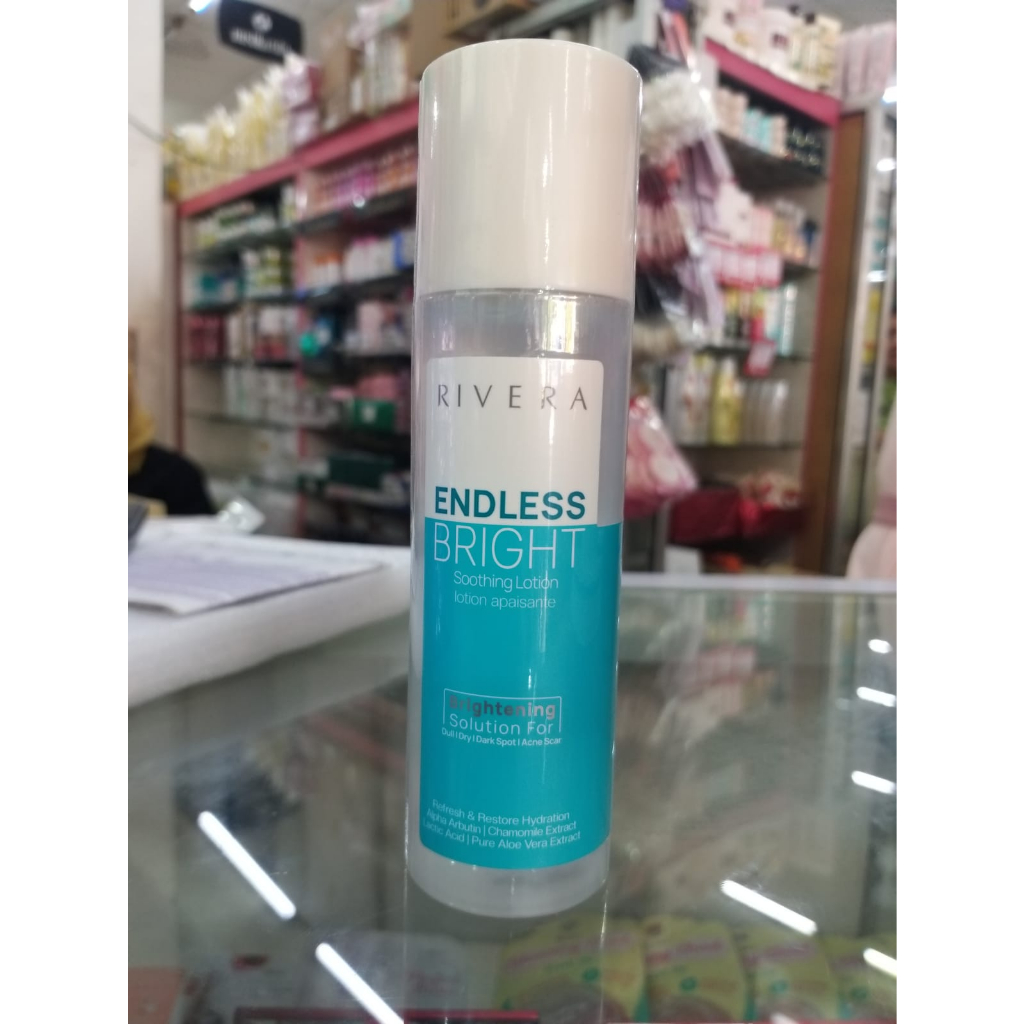 RIVERA
ENDLESS
BRIGHT
Soothing Lotion
lotion apaisante
Brightening
Solution For
Dull | Dry | Dark Spot | Acne Scar
Refresh & Restore Hydration
Alpha Arbutin | Chamomile Extract
Lactic Acid | Pure Aloe Vera Extract